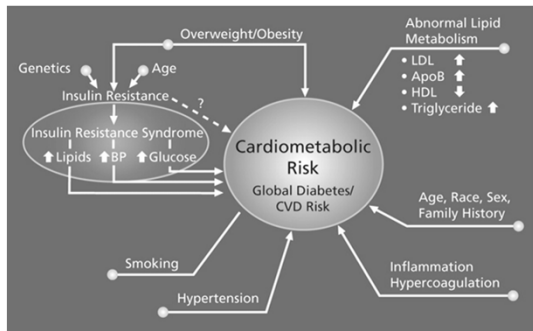 Overweight/Obesity
Genetics
Age
Insulin Resistance
?
Insulin Resistance Syndrome
Lipids BP Glucose
Cardiometabolic
Risk
Global Diabetes/
CVD Risk
Abnormal Lipid
Metabolism
• LDL
• ApoB
• HDL
• Triglyceride
Age, Race, Sex,
Family History
Inflammation
Hypercoagulation
Smoking
Hypertension